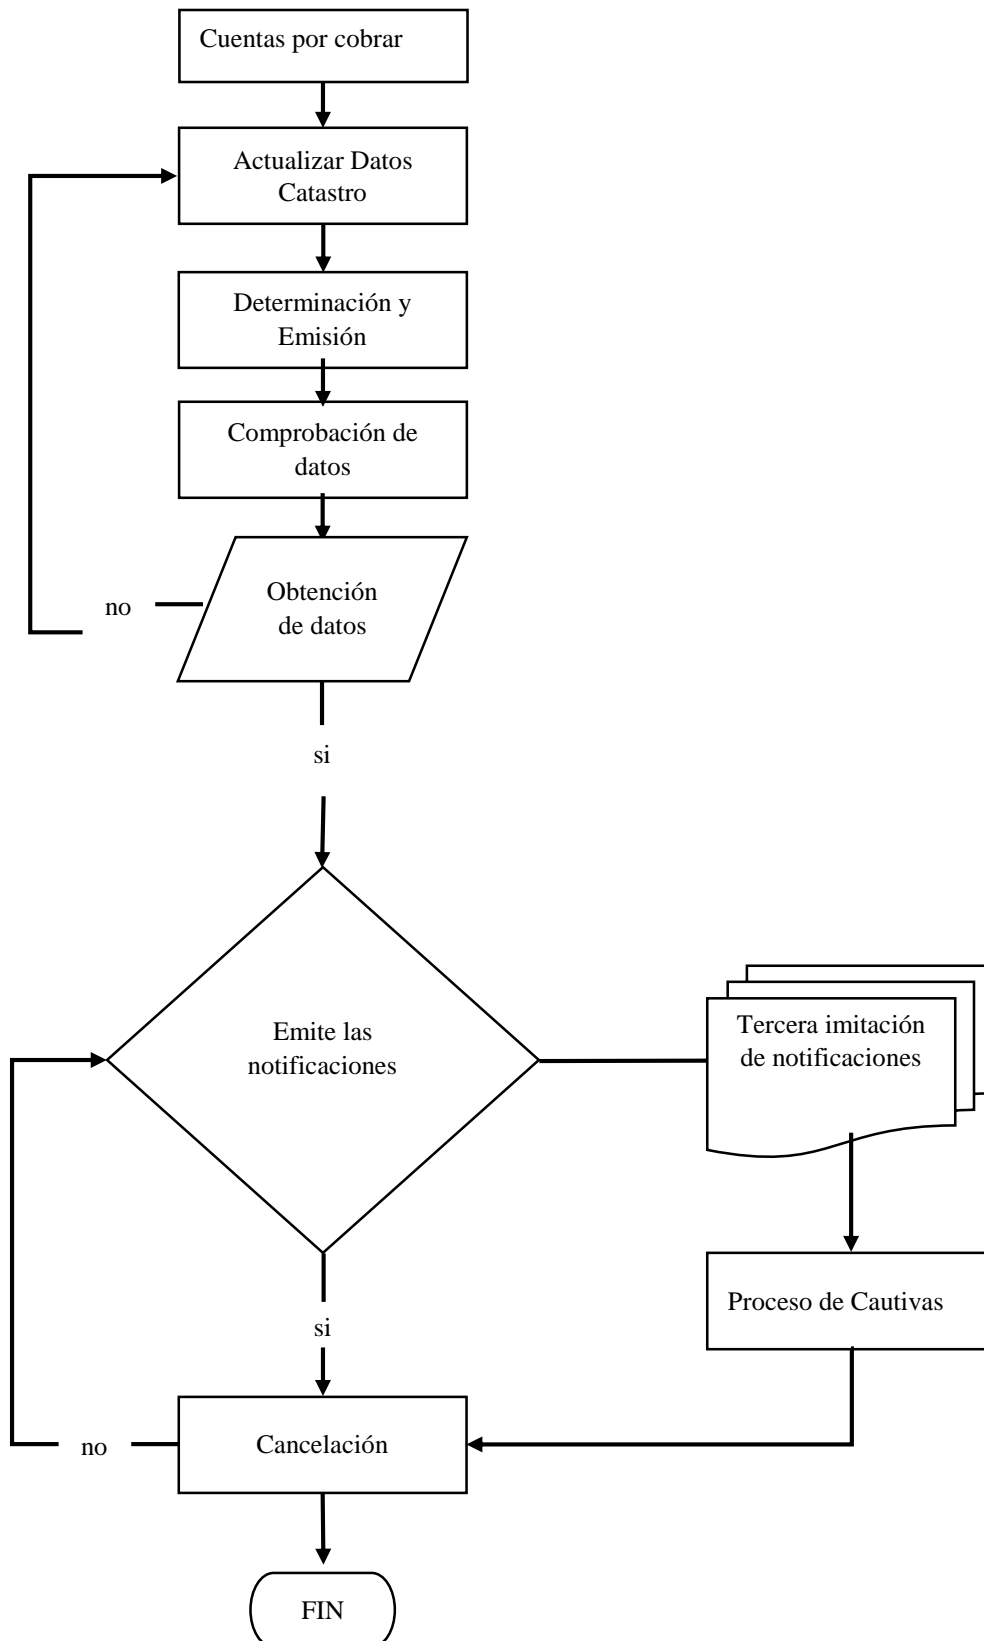 Cuentas por cobrar
Actualizar Datos
Catastro
Determinación y
Emisión
Comprobación de
datos
Obtención
de datos
no
si
Emite las
notificaciones
Tercera imitación
de notificaciones
Proceso de Cautivas
si
Cancelación
no
FIN